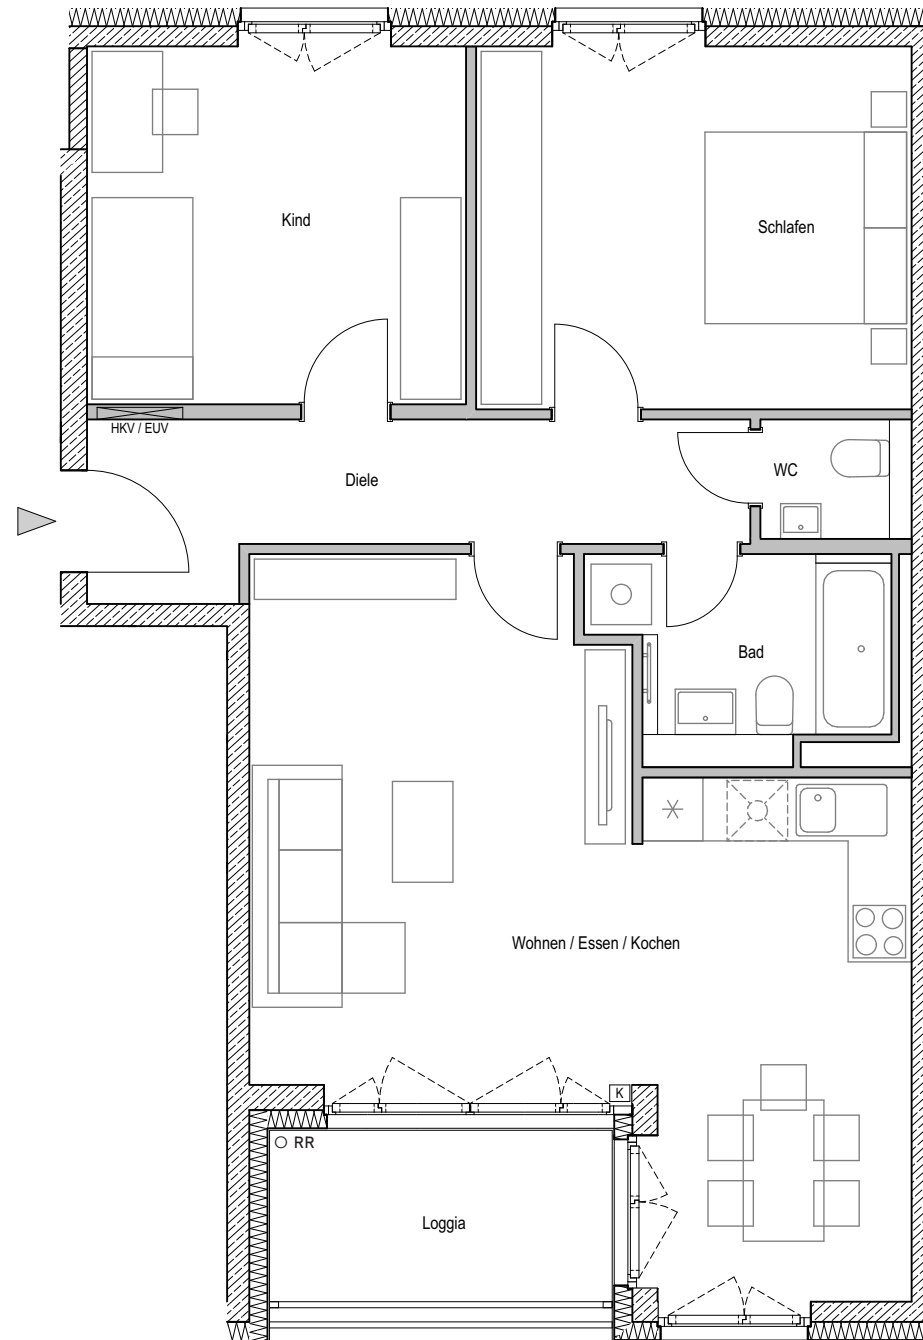 Kind
Schlafen
HKV / EUV
Diele
WC
Bad
Wohnen / Essen / Kochen
K
RR
Loggia